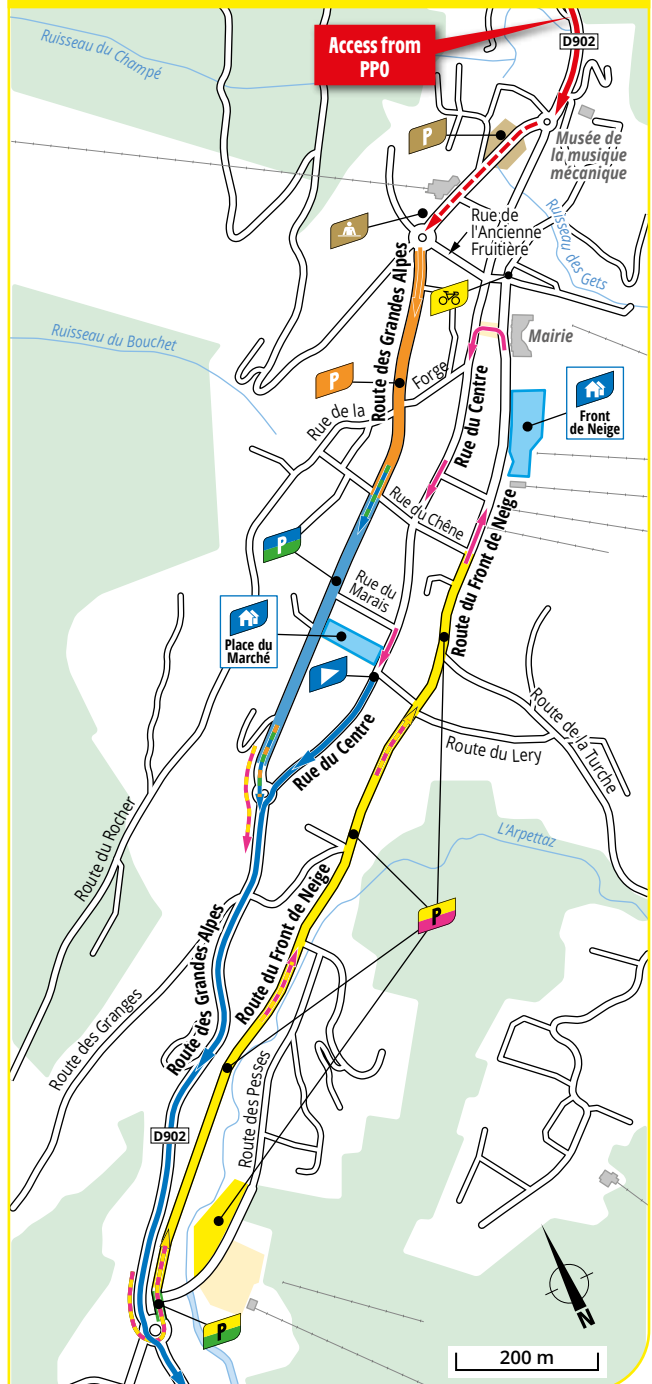 Ruisseau
du Champé
Access from
PP0
D902
P
Musée de
la musique
mécanique
Rue de
l'Ancienne
Fruitière
Ruisseau des Gets
Route des Grandes Alpes
Ruisseau du Bouchet
Mairie
P
Forge
Rue de la
Rue du Centre
Front
de Neige
Rue du Chêne
P
Rue du
Marais
Route du Front de Neige
Place du
Marché
Route de la Turche
Rue du Centre
Route du Lery
L'Arpettaz
Route du Rocher
P
Route du Front de Neige
Route des Grandes Alpes
Route des Granges
Route des Pesses
D902
P
N
200 m